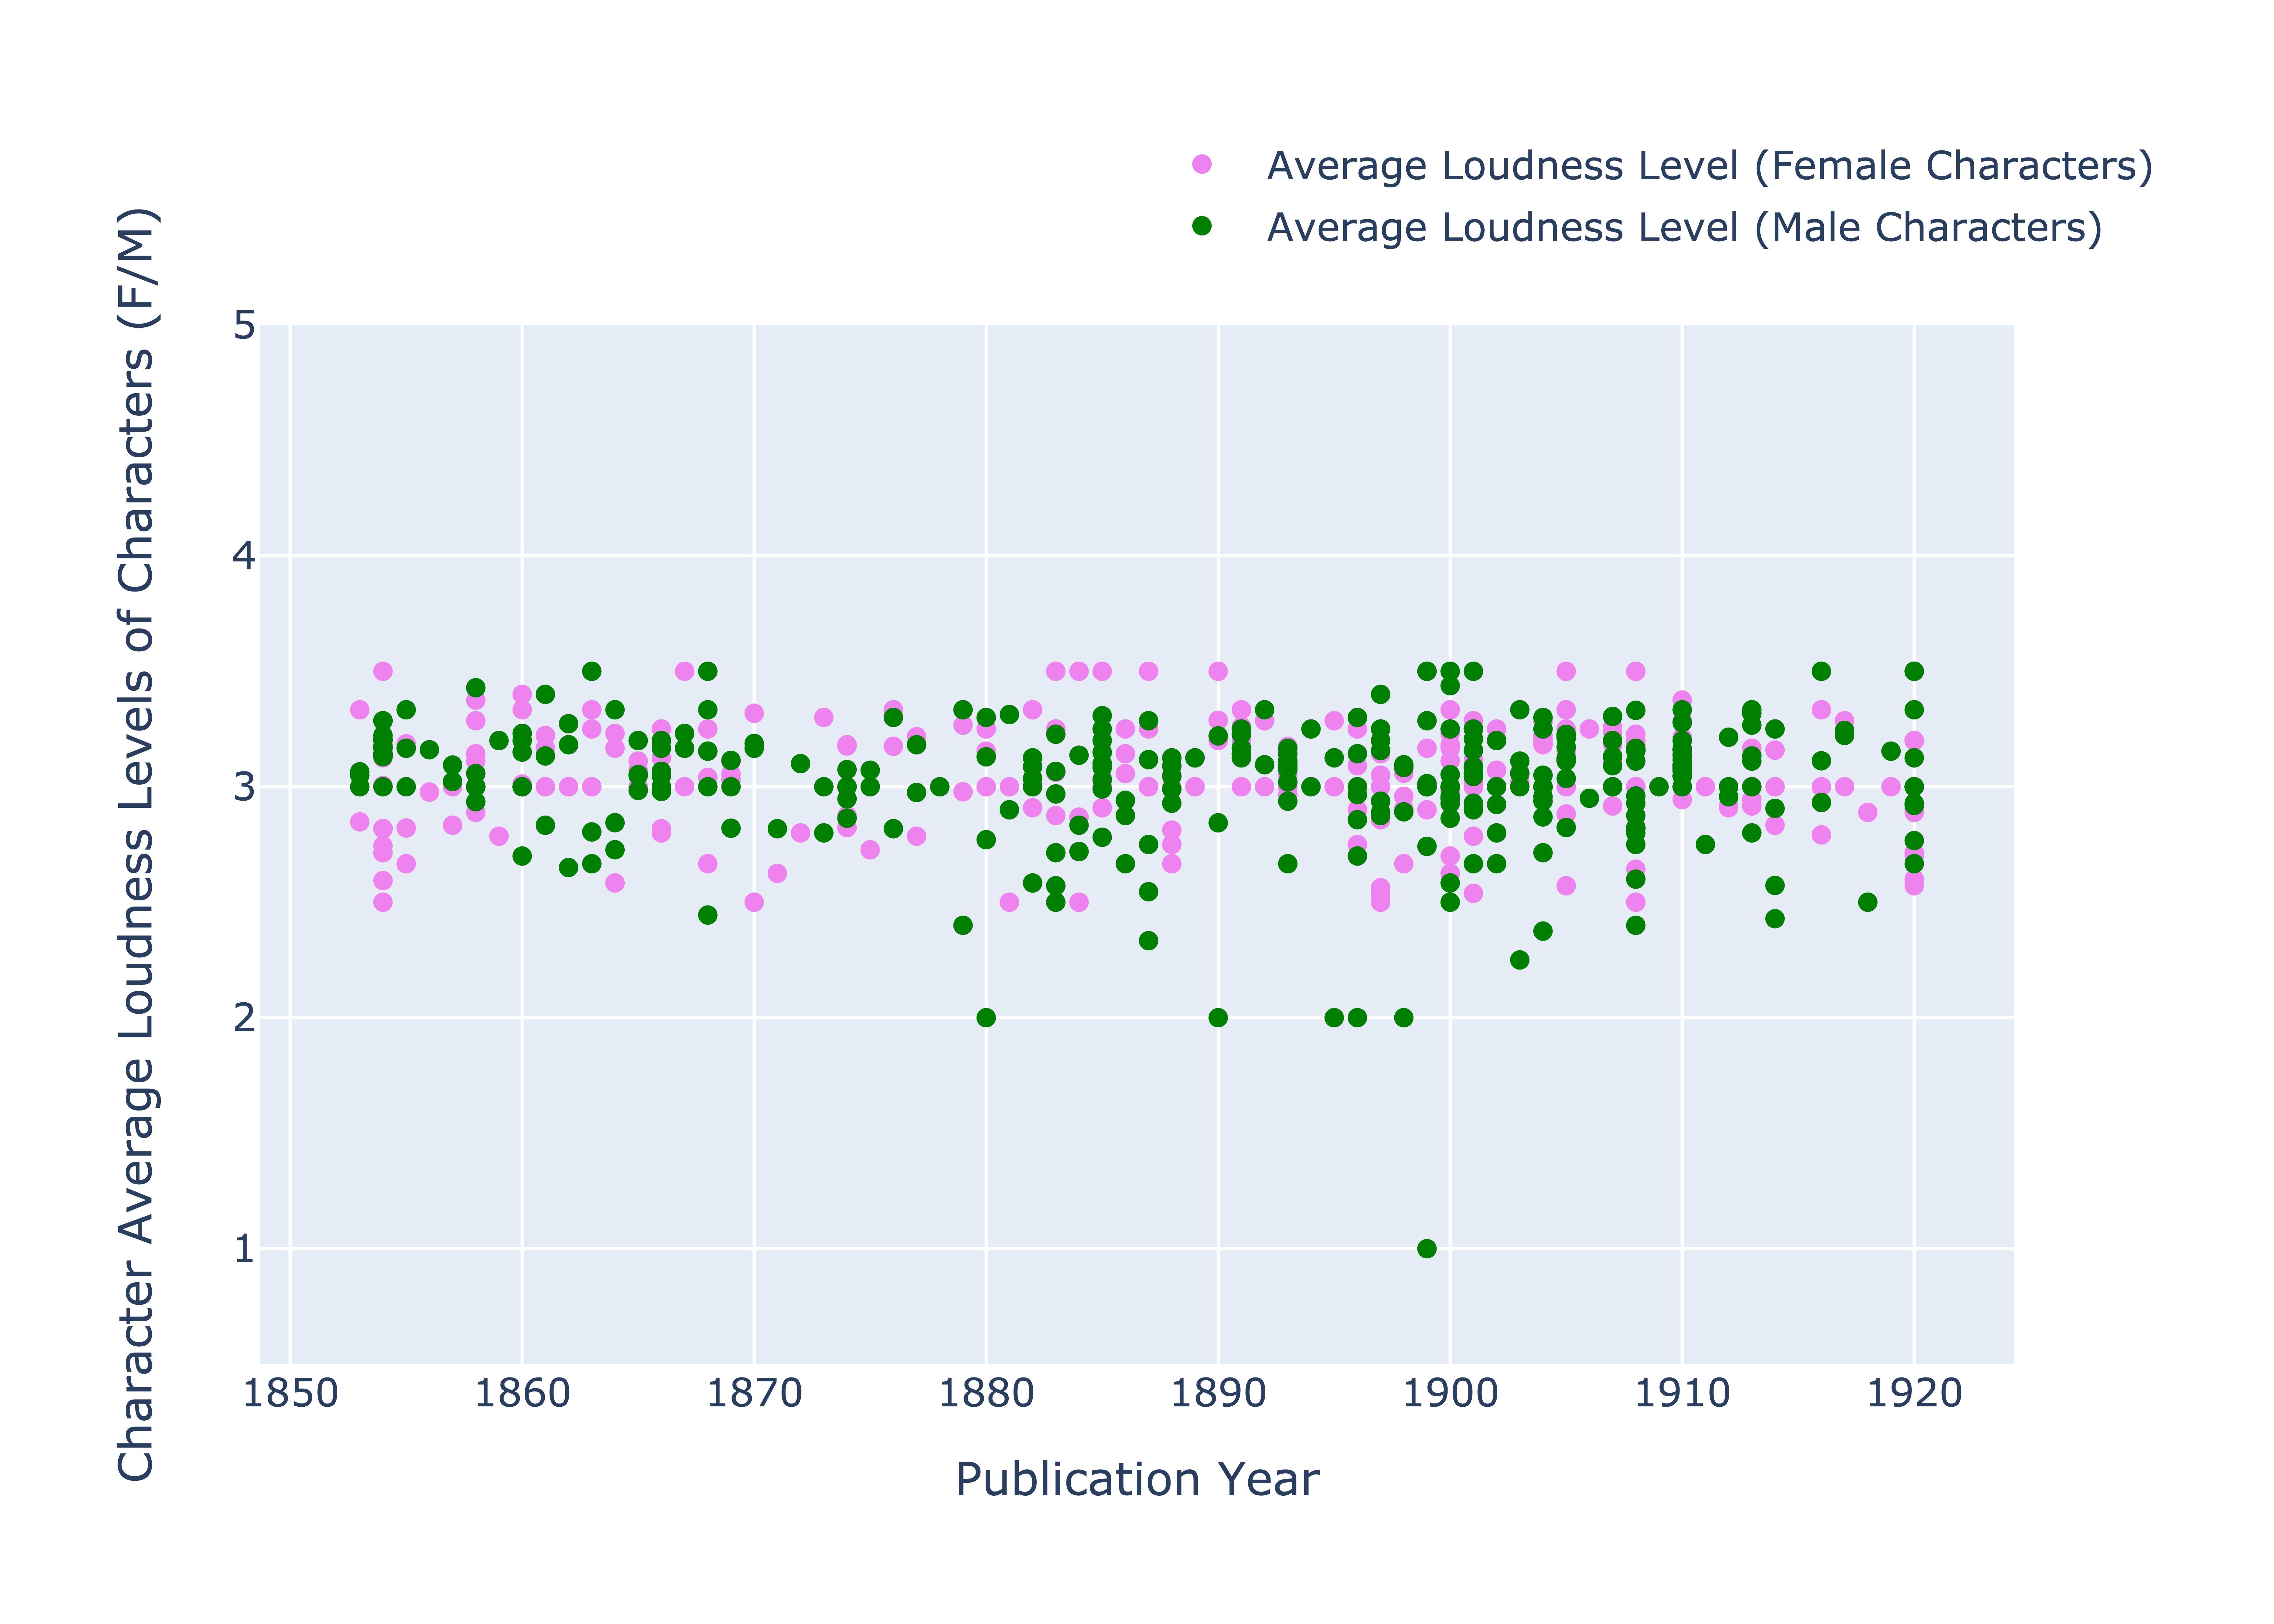 Average Loudness Level (Female Characters)
Average Loudness Level (Male Characters)
Character Average Loudness Levels of Characters (F/M)
5
4
3
2
1
1850 1860 1870 1880 1890 1900 1910 1920
Publication Year